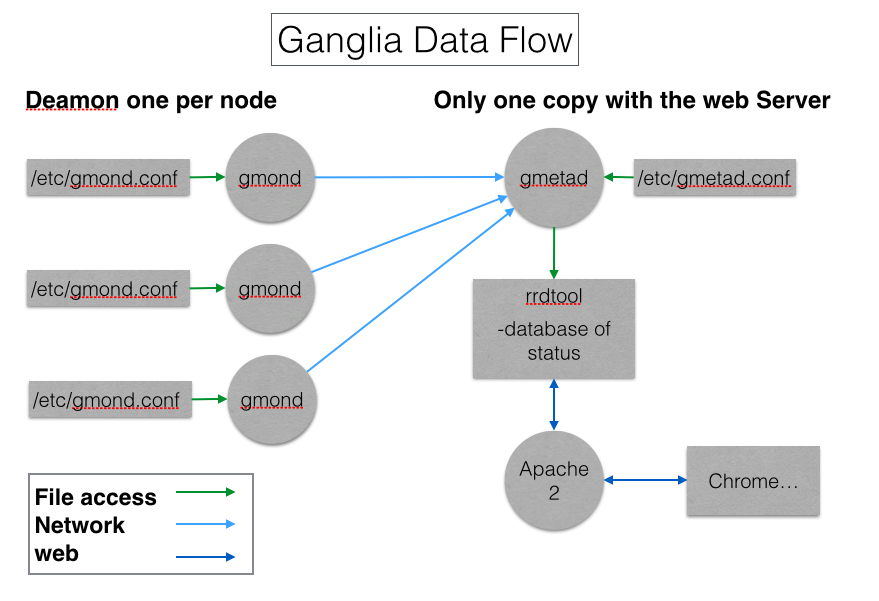 Ganglia Data Flow
Deamon one per node
Only one copy with the web Server
/etc/gmond.conf
gmond
gmetad
/etc/gmetad.conf
/etc/gmond.conf
gmond
rrdtool
-database of
status
/etc/gmond.conf
gmond
Apache
2
Chrome…
File access
Network
web